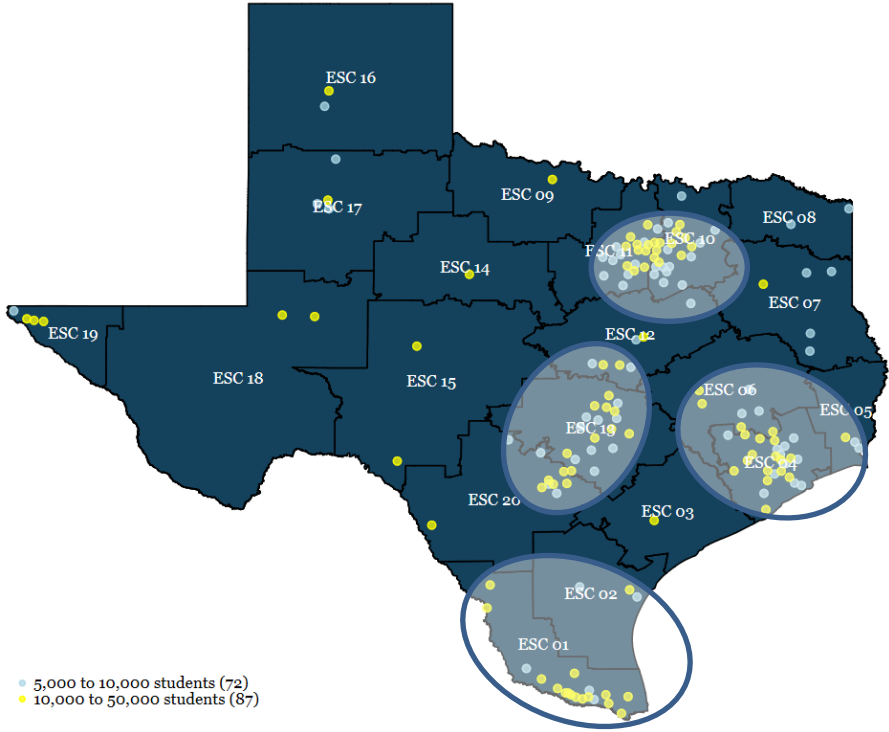 ESC 16
ESC 17
ESC 09
ESC 08
ESC 10
ESC 11
ESC 14
ESC 07
ESC 19
ESC 12
ESC 18
ESC 15
ESC 06
ESC 05
ESC 13
ESC 04
ESC 20
ESC 03
ESC 02
ESC 01
5,000 to 10,000 students (72)
10,000 to 50,000 students (87)